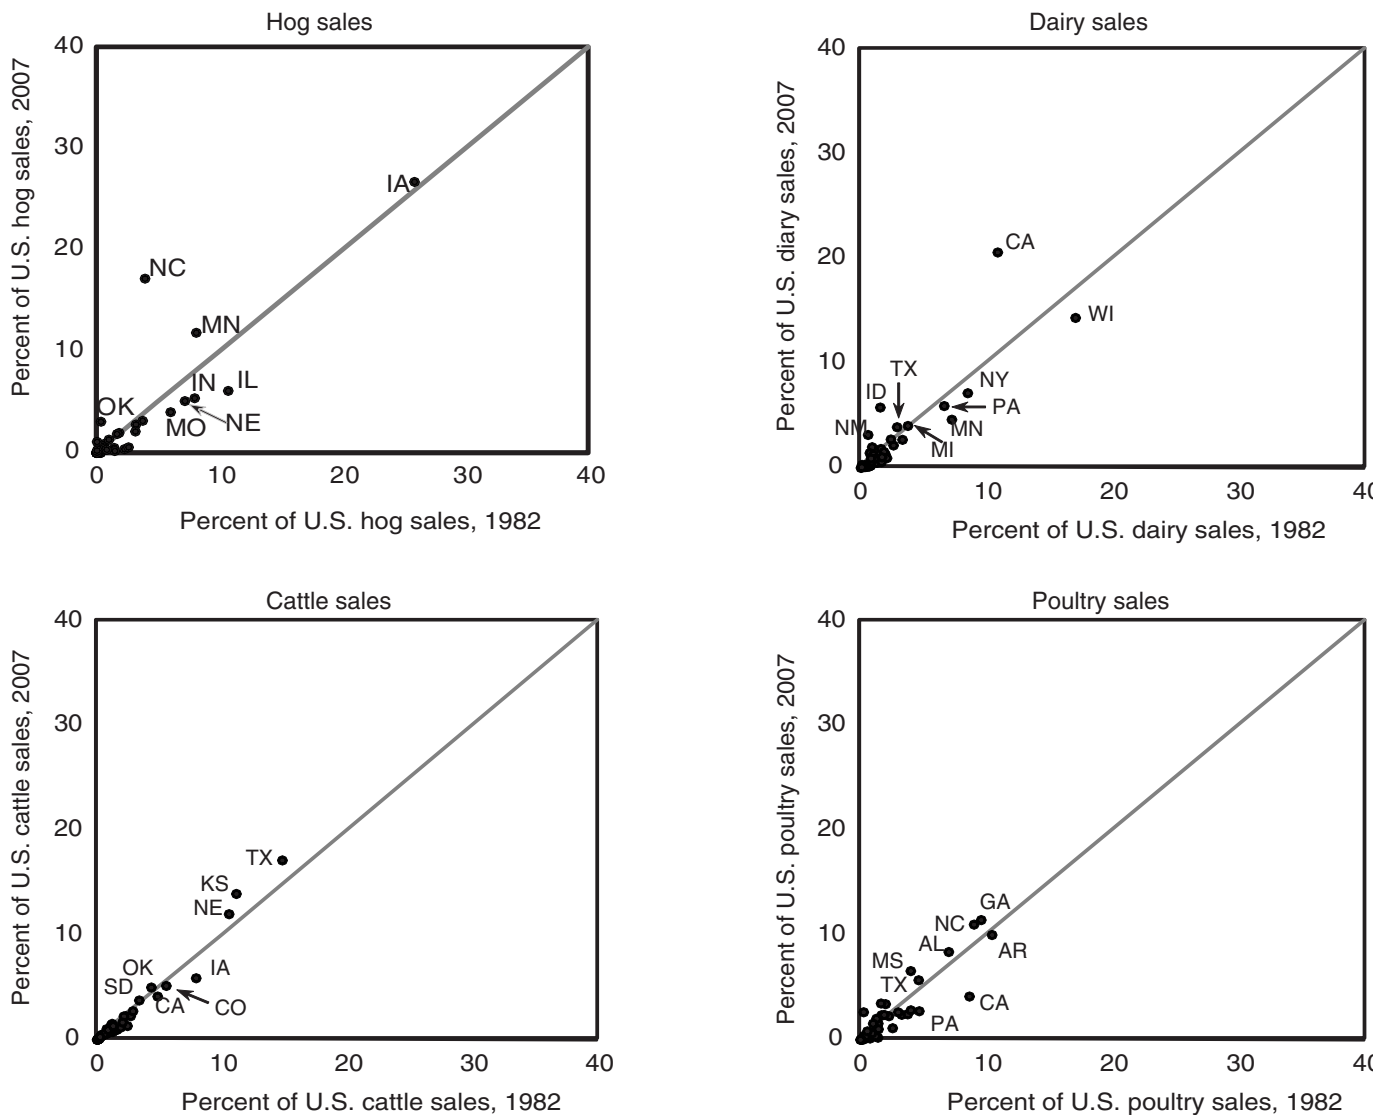 Hog sales
Percent of U.S. hog sales, 2007
40
30
20
10
0
IA
NC
MN
IN
IL
OK
MO
NE
0
10
20
30
40
Percent of U.S. hog sales, 1982
Dairy sales
Percent of U.S. diary sales, 2007
40
30
20
10
0
CA
WI
TX
ID
NY
PA
NM
MN
MI
0
10
20
30
40
Percent of U.S. dairy sales, 1982
Cattle sales
Percent of U.S. cattle sales, 2007
40
30
20
10
0
TX
KS
NE
OK
IA
SD
CA
CO
0
10
20
30
40
Percent of U.S. cattle sales, 1982
Poultry sales
Percent of U.S. poultry sales, 2007
40
30
20
10
0
GA
NC
AL
AR
MS
TX
CA
PA
0
10
20
30
40
Percent of U.S. poultry sales, 1982